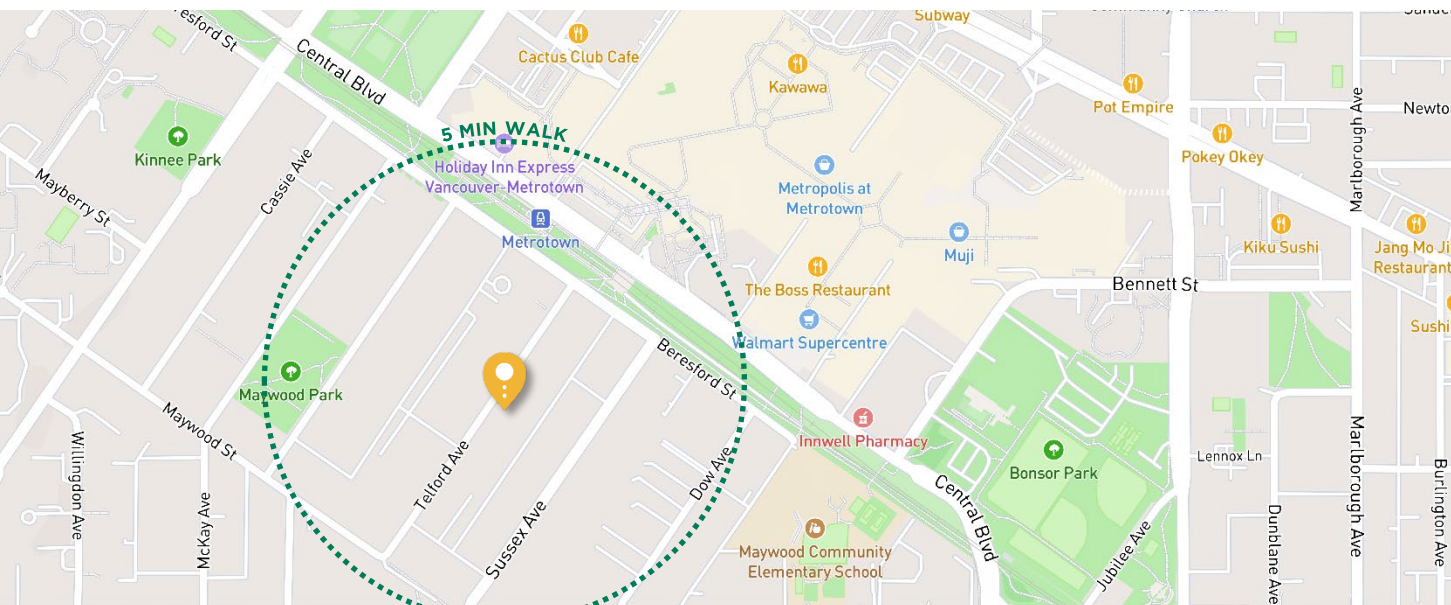 Subway
Cactus Club Cafe
Central Blvd
Kawawa
Pot Empire
Marlborough Ave
Newto
Pokey Okey
5 MIN WALK
Kinnee Park
Holiday Inn Express
Vancouver-Metrotown
Cassie Ave
Mayberry St
Metropolis at
Metrotown
Metrotown
Muji
Kiku Sushi
Jang Mo Ji
Restaurant
The Boss Restaurant
Bennett St
Sushi
Walmart Supercentre
Beresford St
Maywood Park
Maywood St
Innwell Pharmacy
Willingdon Ave
McKay Ave
Telford Ave
Sussex Ave
Dow Ave
Bonsor Park
Lennox Ln
Marlborough Ave
Burlington Ave
Central Blvd
Jubilee Ave
Dunblane Ave
Maywood Community
Elementary School